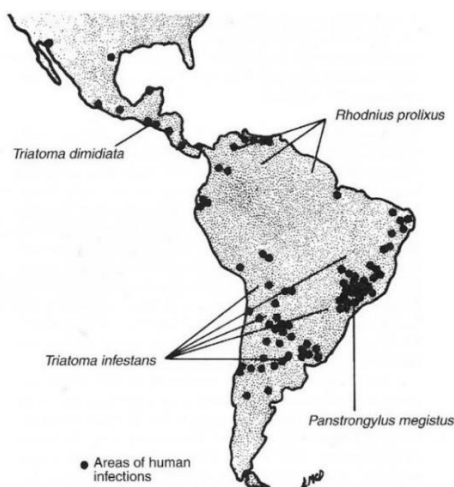 Rhodnius prolixus
Triatoma dimidiata
Triatoma infestans
Panstrongylus megistus
Areas of human
infections